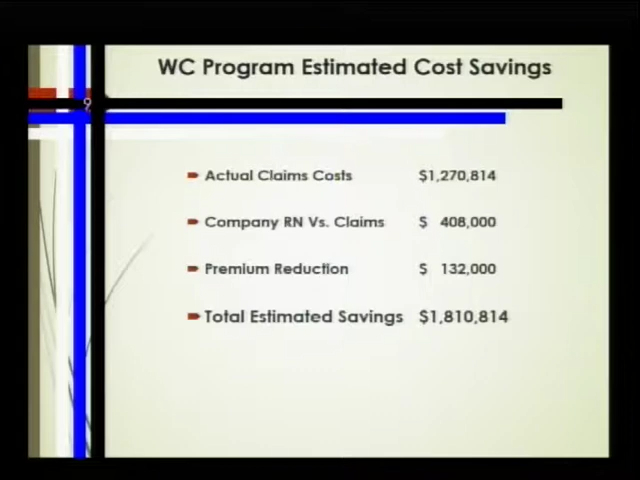 WC Program Estimated Cost Savings
9
Actual Claims Costs $1,270,814
Company RN Vs. Claims $ 408,000
Premium Reduction $ 132,000
Total Estimated Savings $1,810,814